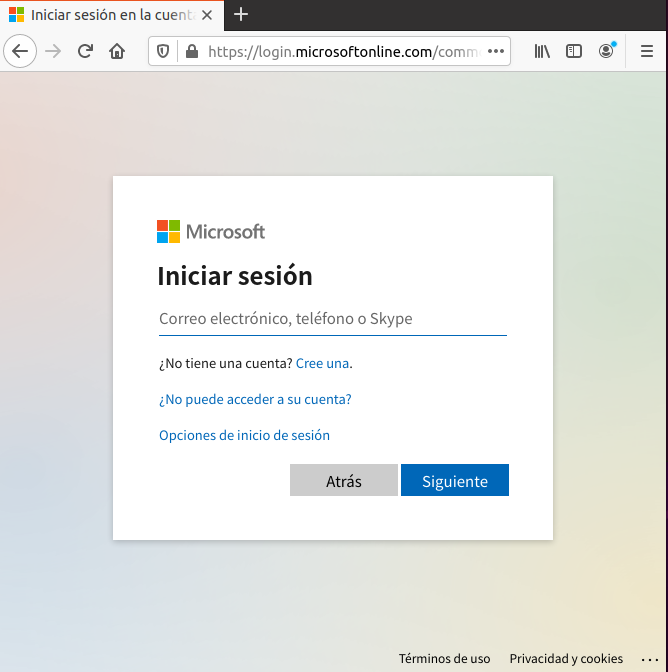 Iniciar sesión en la cuent
https://login.microsoftonline.com/comm
Microsoft
Iniciar sesión
Correo electrónico, teléfono o Skype
¿No tiene una cuenta? Cree una.
¿No puede acceder a su cuenta?
Opciones de inicio de sesión
Atrás Siguiente
Términos de uso Privacidad y cookies